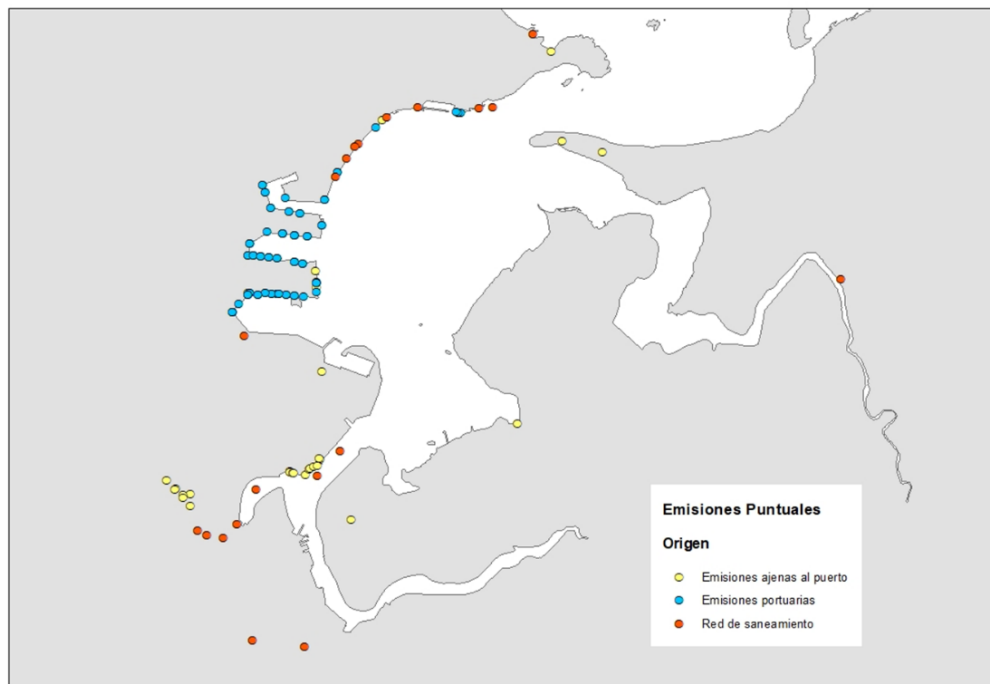 Emisiones Puntuales
Origen
Emisiones ajenas al puerto
Emisiones portuarias
Red de saneamiento